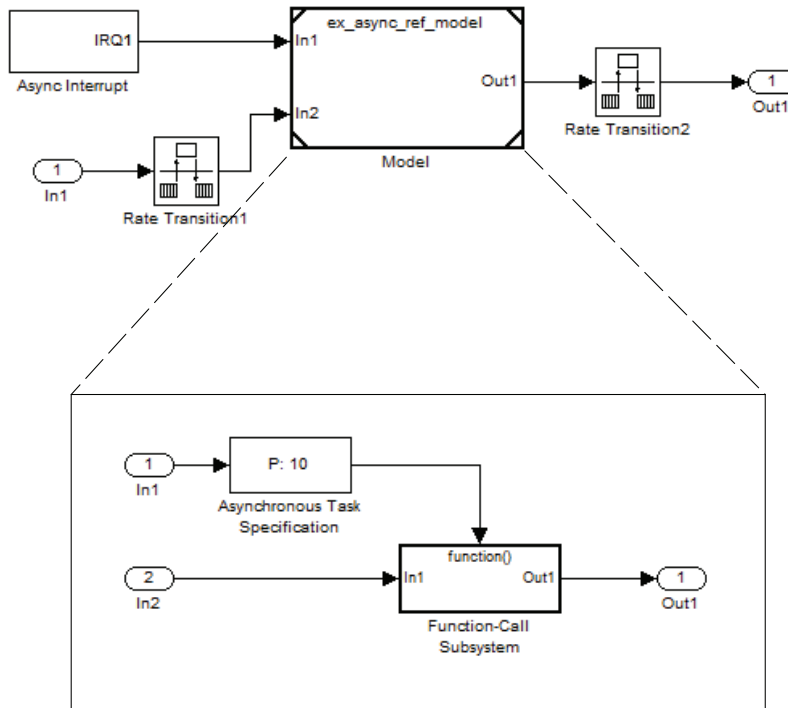 ex_async_ref_model
IRQ1
In1
Async Interrupt
Out1
1
Out1
In2
Rate Transition2
Model
1
In1
Rate Transition1
1
In1
P: 10
Asynchronous Task
Specification
function()
2
In2
In1
Out1
1
Out1
Function-Call
Subsystem